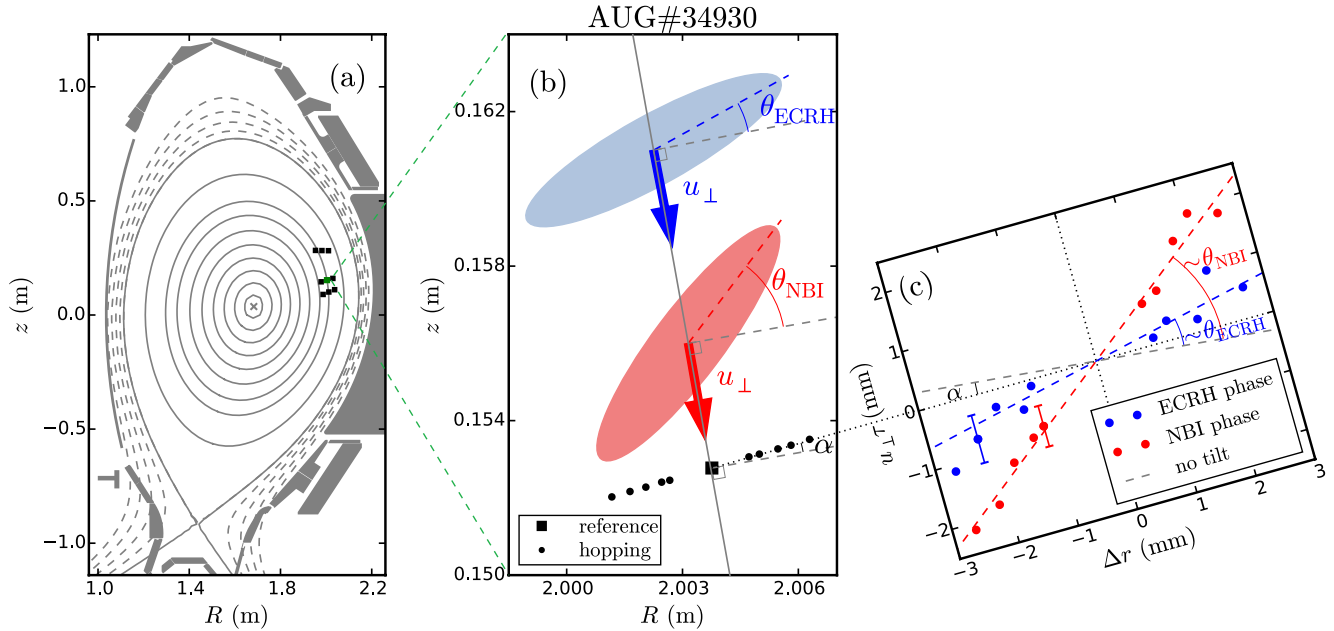 AUG#34930
(a)
1.0
0.5
0.0
−0.5
−1.0
z (m)
1.0
1.4
1.8
2.2
R (m)
(b)
0.162
0.158
0.154
0.150
z (m)
2.000
2.003
2.006
R (m)
θECRH
u⊥
θNBI
u⊥
α
reference
hopping
(c)
2
1
0
−1
−2
u⊥τ (mm)
−3
−2
−1
0
1
2
3
Δr (mm)
∼θNBI
∼θECRH
α
ECRH phase
NBI phase
no tilt